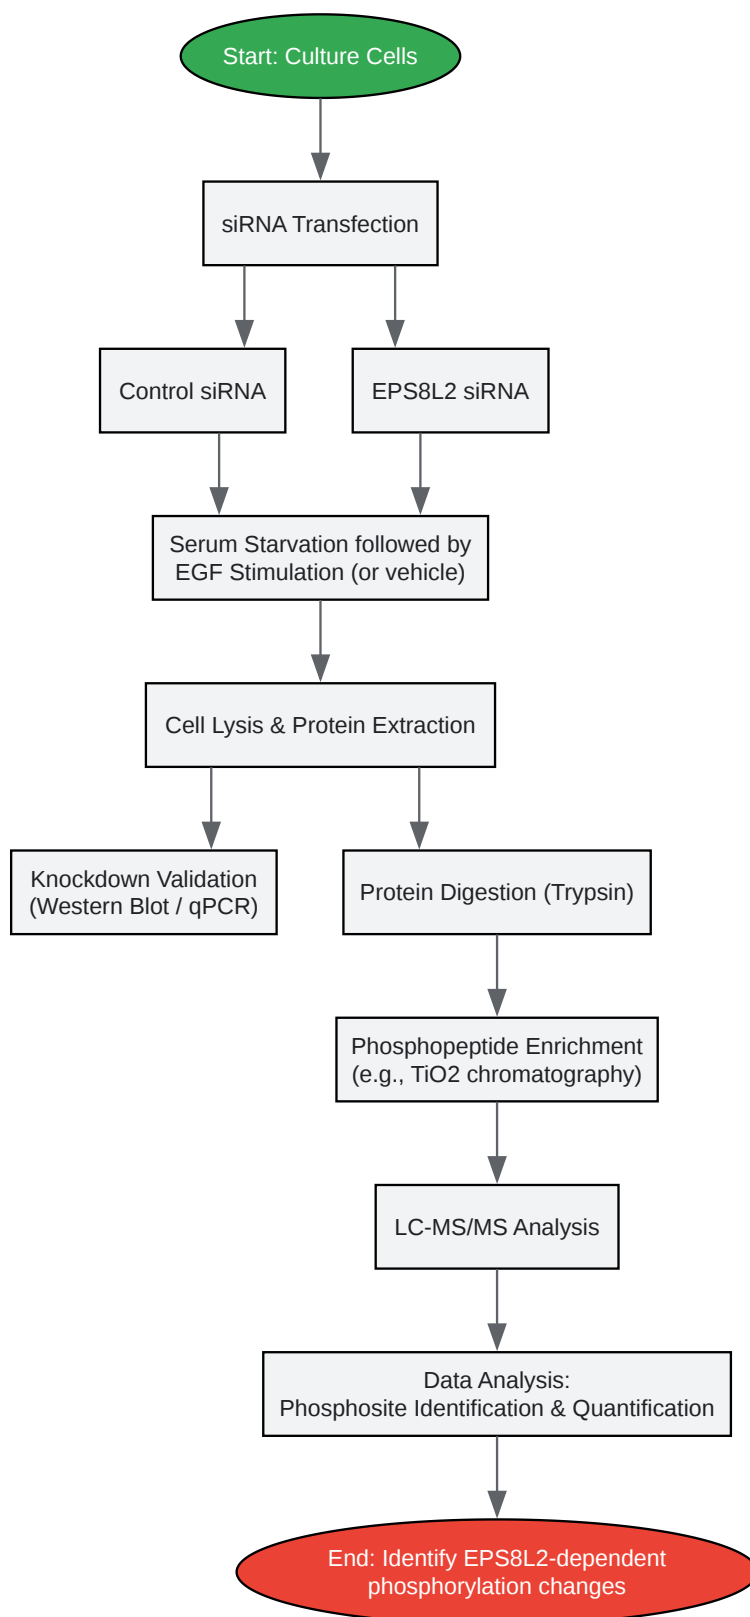 Start: Culture Cells
siRNA Transfection
Control siRNA
EPS8L2 siRNA
Serum Starvation followed by
EGF Stimulation (or vehicle)
Cell Lysis & Protein Extraction
Knockdown Validation
(Western Blot / qPCR)
Protein Digestion (Trypsin)
Phosphopeptide Enrichment
(e.g., TiO2 chromatography)
LC-MS/MS Analysis
Data Analysis:
Phosphosite Identification & Quantification
End: Identify EPS8L2-dependent
phosphorylation changes